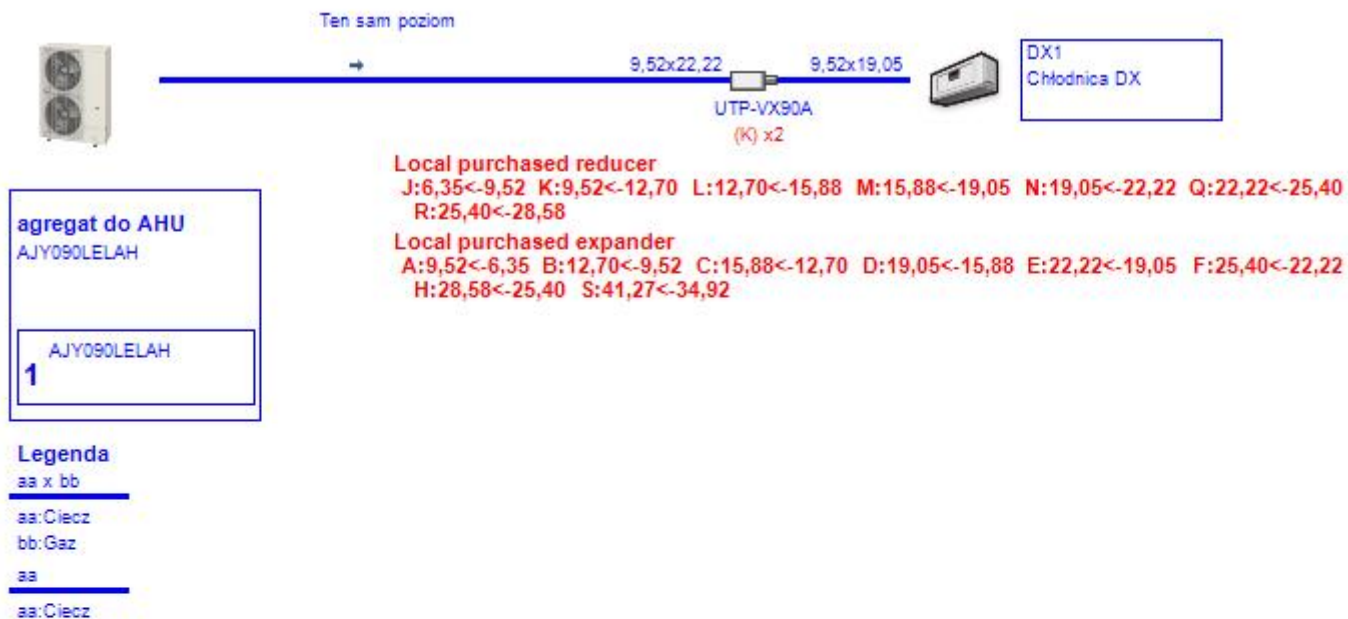 Ten sam poziom
9,52x22,22
9,52x19,05
DX1
Chłodnica DX
UTP-VX90A
(K) x2
Local purchased reducer
J:6,35<-9,52 K:9,52<-12,70 L:12,70<-15,88 M:15,88<-19,05 N:19,05<-22,22 Q:22,22<-25,40
R:25,40<-28,58
Local purchased expander
A:9,52<-6,35 B:12,70<-9,52 C:15,88<-12,70 D:19,05<-15,88 E:22,22<-19,05 F:25,40<-22,22
H:28,58<-25,40 S:41,27<-34,92
agregat do AHU
AJY090LELAH
AJY090LELAH
1
Legenda
aa x bb
aa:Ciecz
bb:Gaz
aa
aa:Ciecz